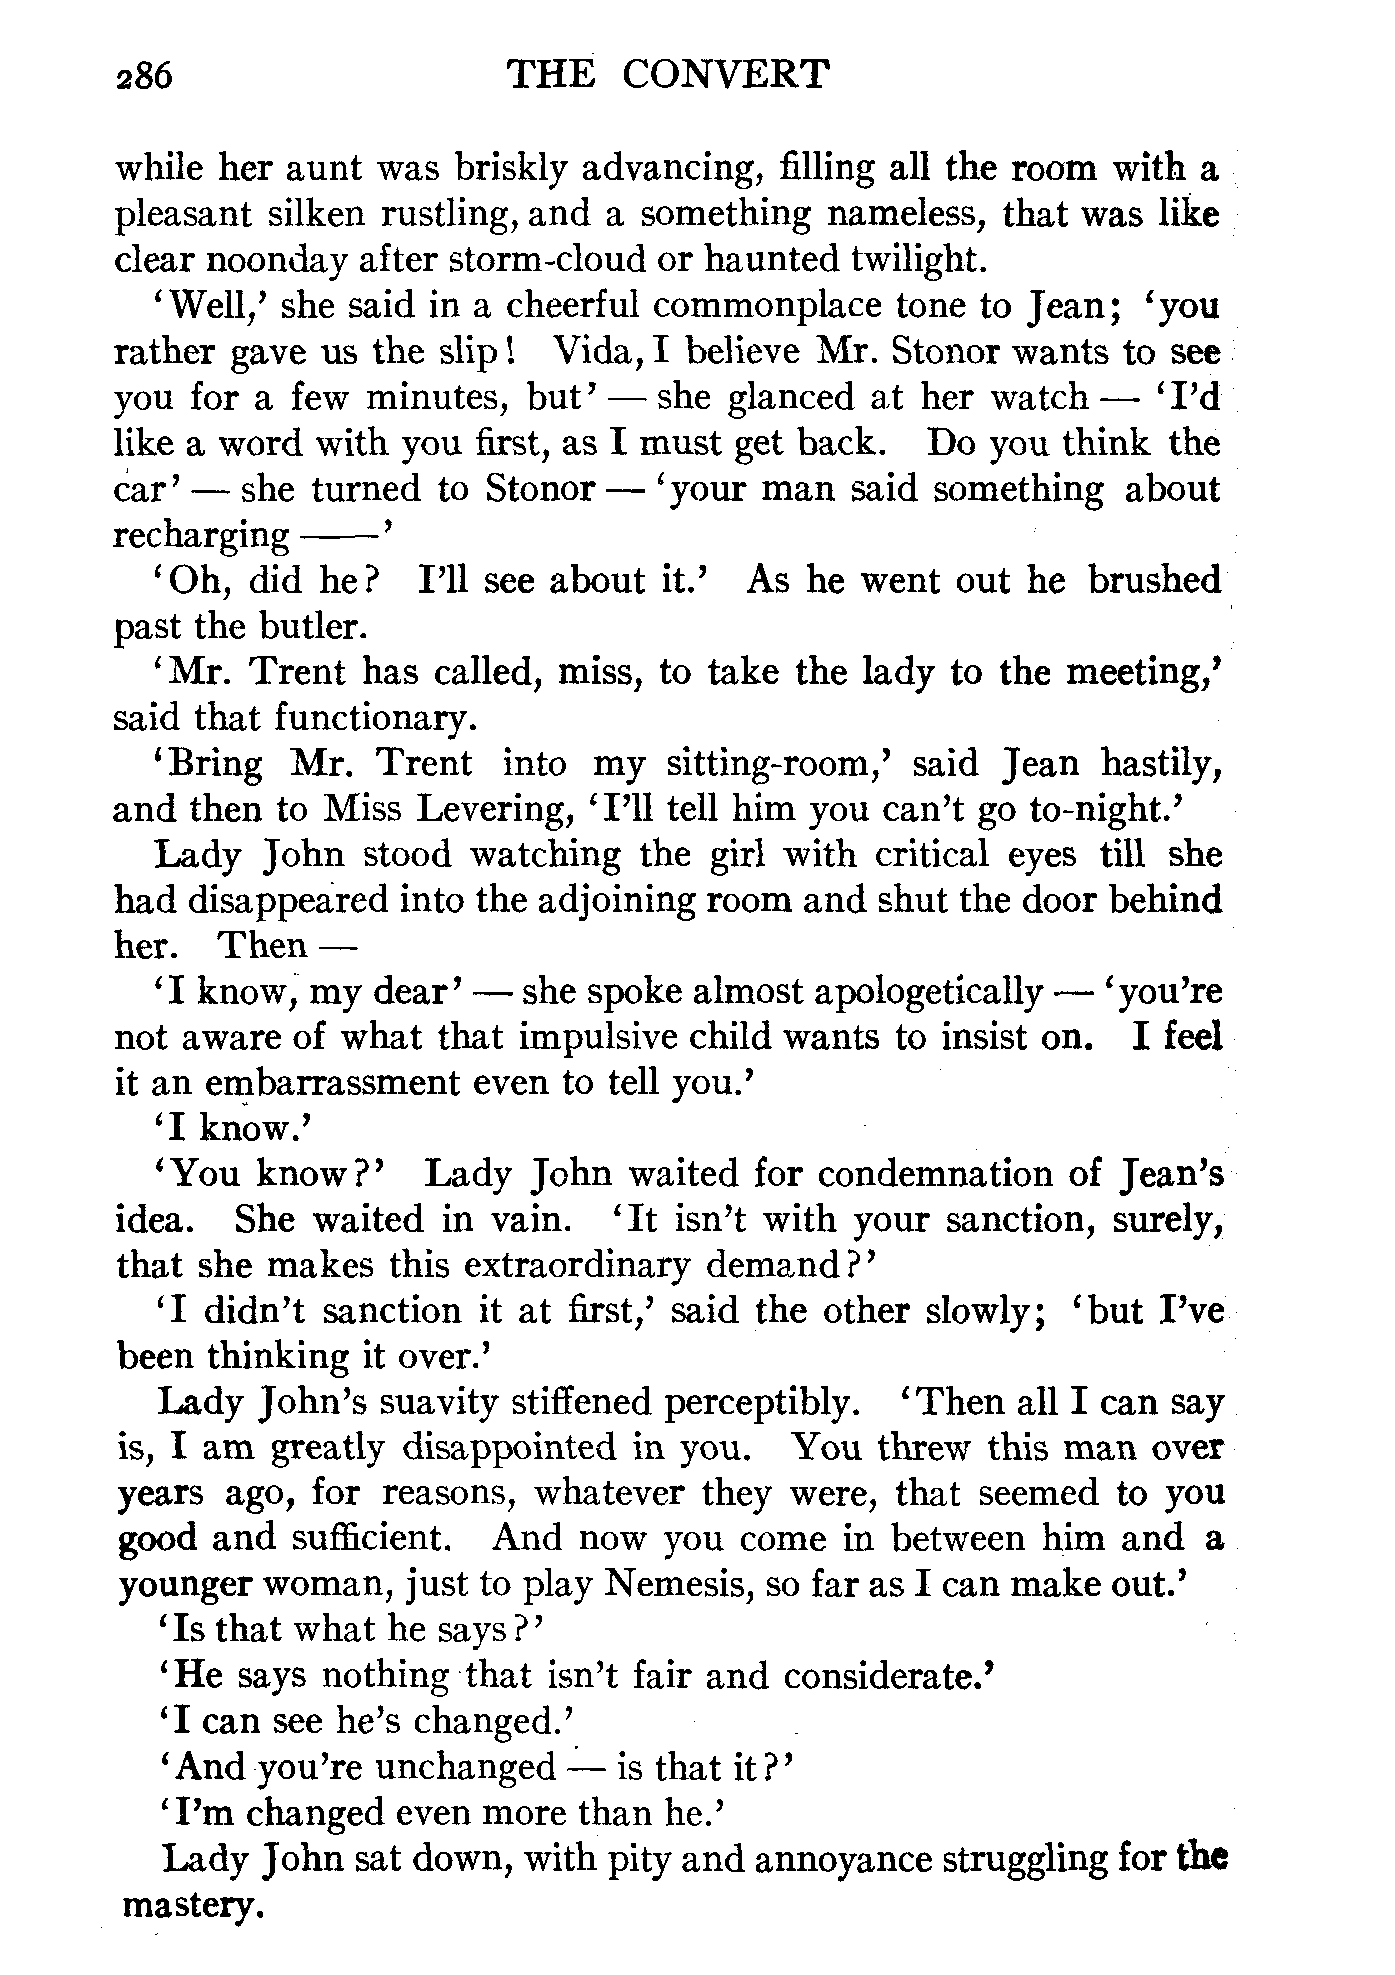 286 THE CONVERT
while her aunt was briskly advancing, filling all the room with a
pleasant silken rustling, and a something nameless, that was like
clear noonday after storm-cloud or haunted twilight.
‘Well,’ she said in a cheerful commonplace tone to Jean; ‘you
rather gave us the slip! Vida, I believe Mr. Stonor wants to see
you for a few minutes, but’ — she glanced at her watch — ‘I’d
like a word with you first, as I must get back. Do you think the
car’ — she turned to Stonor — ‘your man said something about
recharging ——’
‘Oh, did he? I’ll see about it.’ As he went out he brushed
past the butler.
‘Mr. Trent has called, miss, to take the lady to the meeting,’
said that functionary.
‘Bring Mr. Trent into my sitting-room,’ said Jean hastily,
and then to Miss Levering, ‘I’ll tell him you can’t go to-night.’
Lady John stood watching the girl with critical eyes till she
had disappeared into the adjoining room and shut the door behind
her. Then —
‘I know, my dear’ — she spoke almost apologetically — ‘you’re
not aware of what that impulsive child wants to insist on. I feel
it an embarrassment even to tell you.’
‘I know.’
‘You know?’ Lady John waited for condemnation of Jean’s
idea. She waited in vain. ‘It isn’t with your sanction, surely,
that she makes this extraordinary demand?’
‘I didn’t sanction it at first,’ said the other slowly; ‘but I’ve
been thinking it over.’
Lady John’s suavity stiffened perceptibly. ‘Then all I can say
is, I am greatly disappointed in you. You threw this man over
years ago, for reasons, whatever they were, that seemed to you
good and sufficient. And now you come in between him and a
younger woman, just to play Nemesis, so far as I can make out.’
‘Is that what he says?’
‘He says nothing that isn’t fair and considerate.’
‘I can see he’s changed.’
‘And you’re unchanged — is that it?’
‘I’m changed even more than he.’
Lady John sat down, with pity and annoyance struggling for the
mastery.